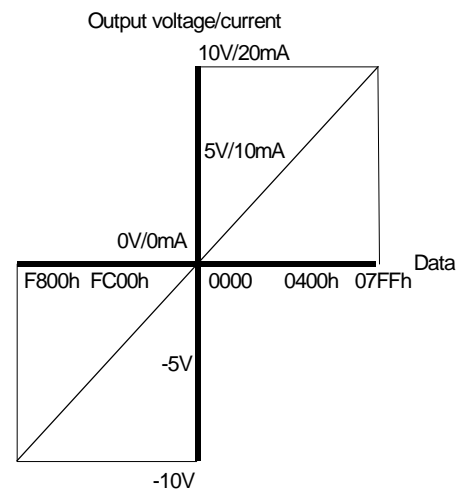 Output voltage/current
10V/20mA
5V/10mA
0V/0mA
Data
F800h FC00h 0000 0400h 07FFh
-5V
-10V